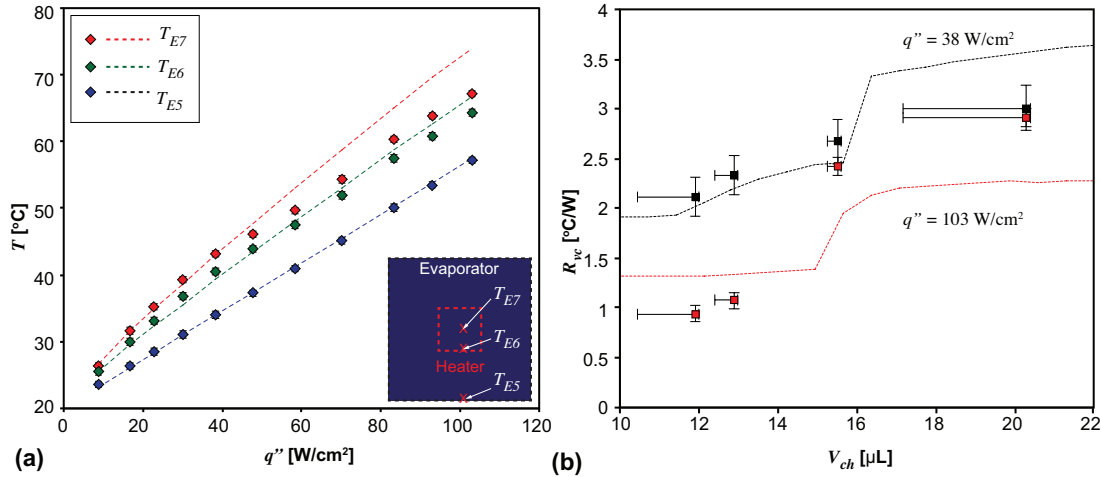 80
70
60
50
40
30
20
T [°C]
T_E7
T_E6
T_E5
Evaporator
T_E7
T_E6
Heater
T_E5
0 20 40 60 80 100 120
q” [W/cm²]
(a)
4
3.5
3
2.5
2
1.5
1
0.5
0
R_vc [°C/W]
q” = 38 W/cm²
q” = 103 W/cm²
10 12 14 16 18 20 22
V_ch [μL]
(b)